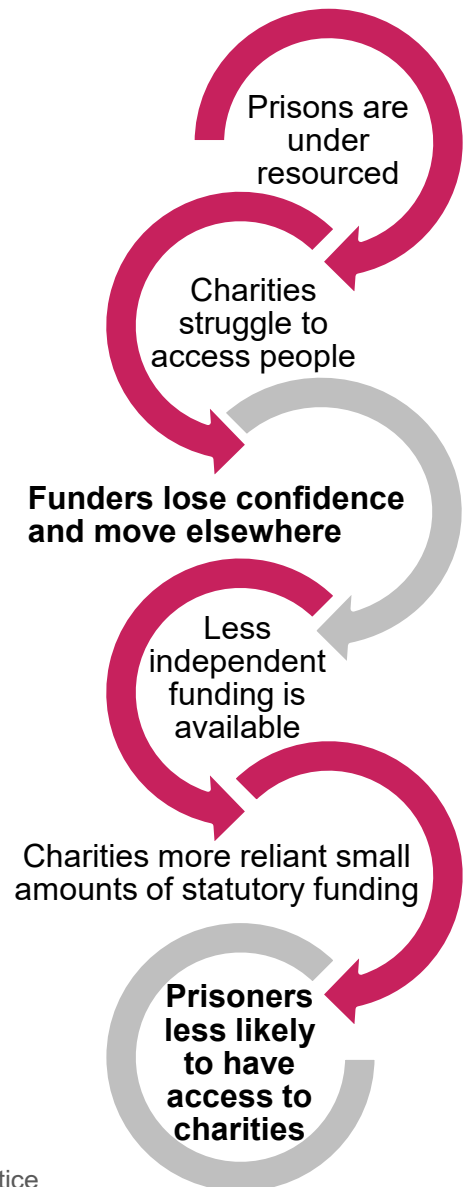 Prisons are
under
resourced
Charities
struggle to
access people
Funders lose confidence
and move elsewhere
Less
independent
funding is
available
Charities more reliant small
amounts of statutory funding
Prisoners
less likely
to have
access to
charities
tice